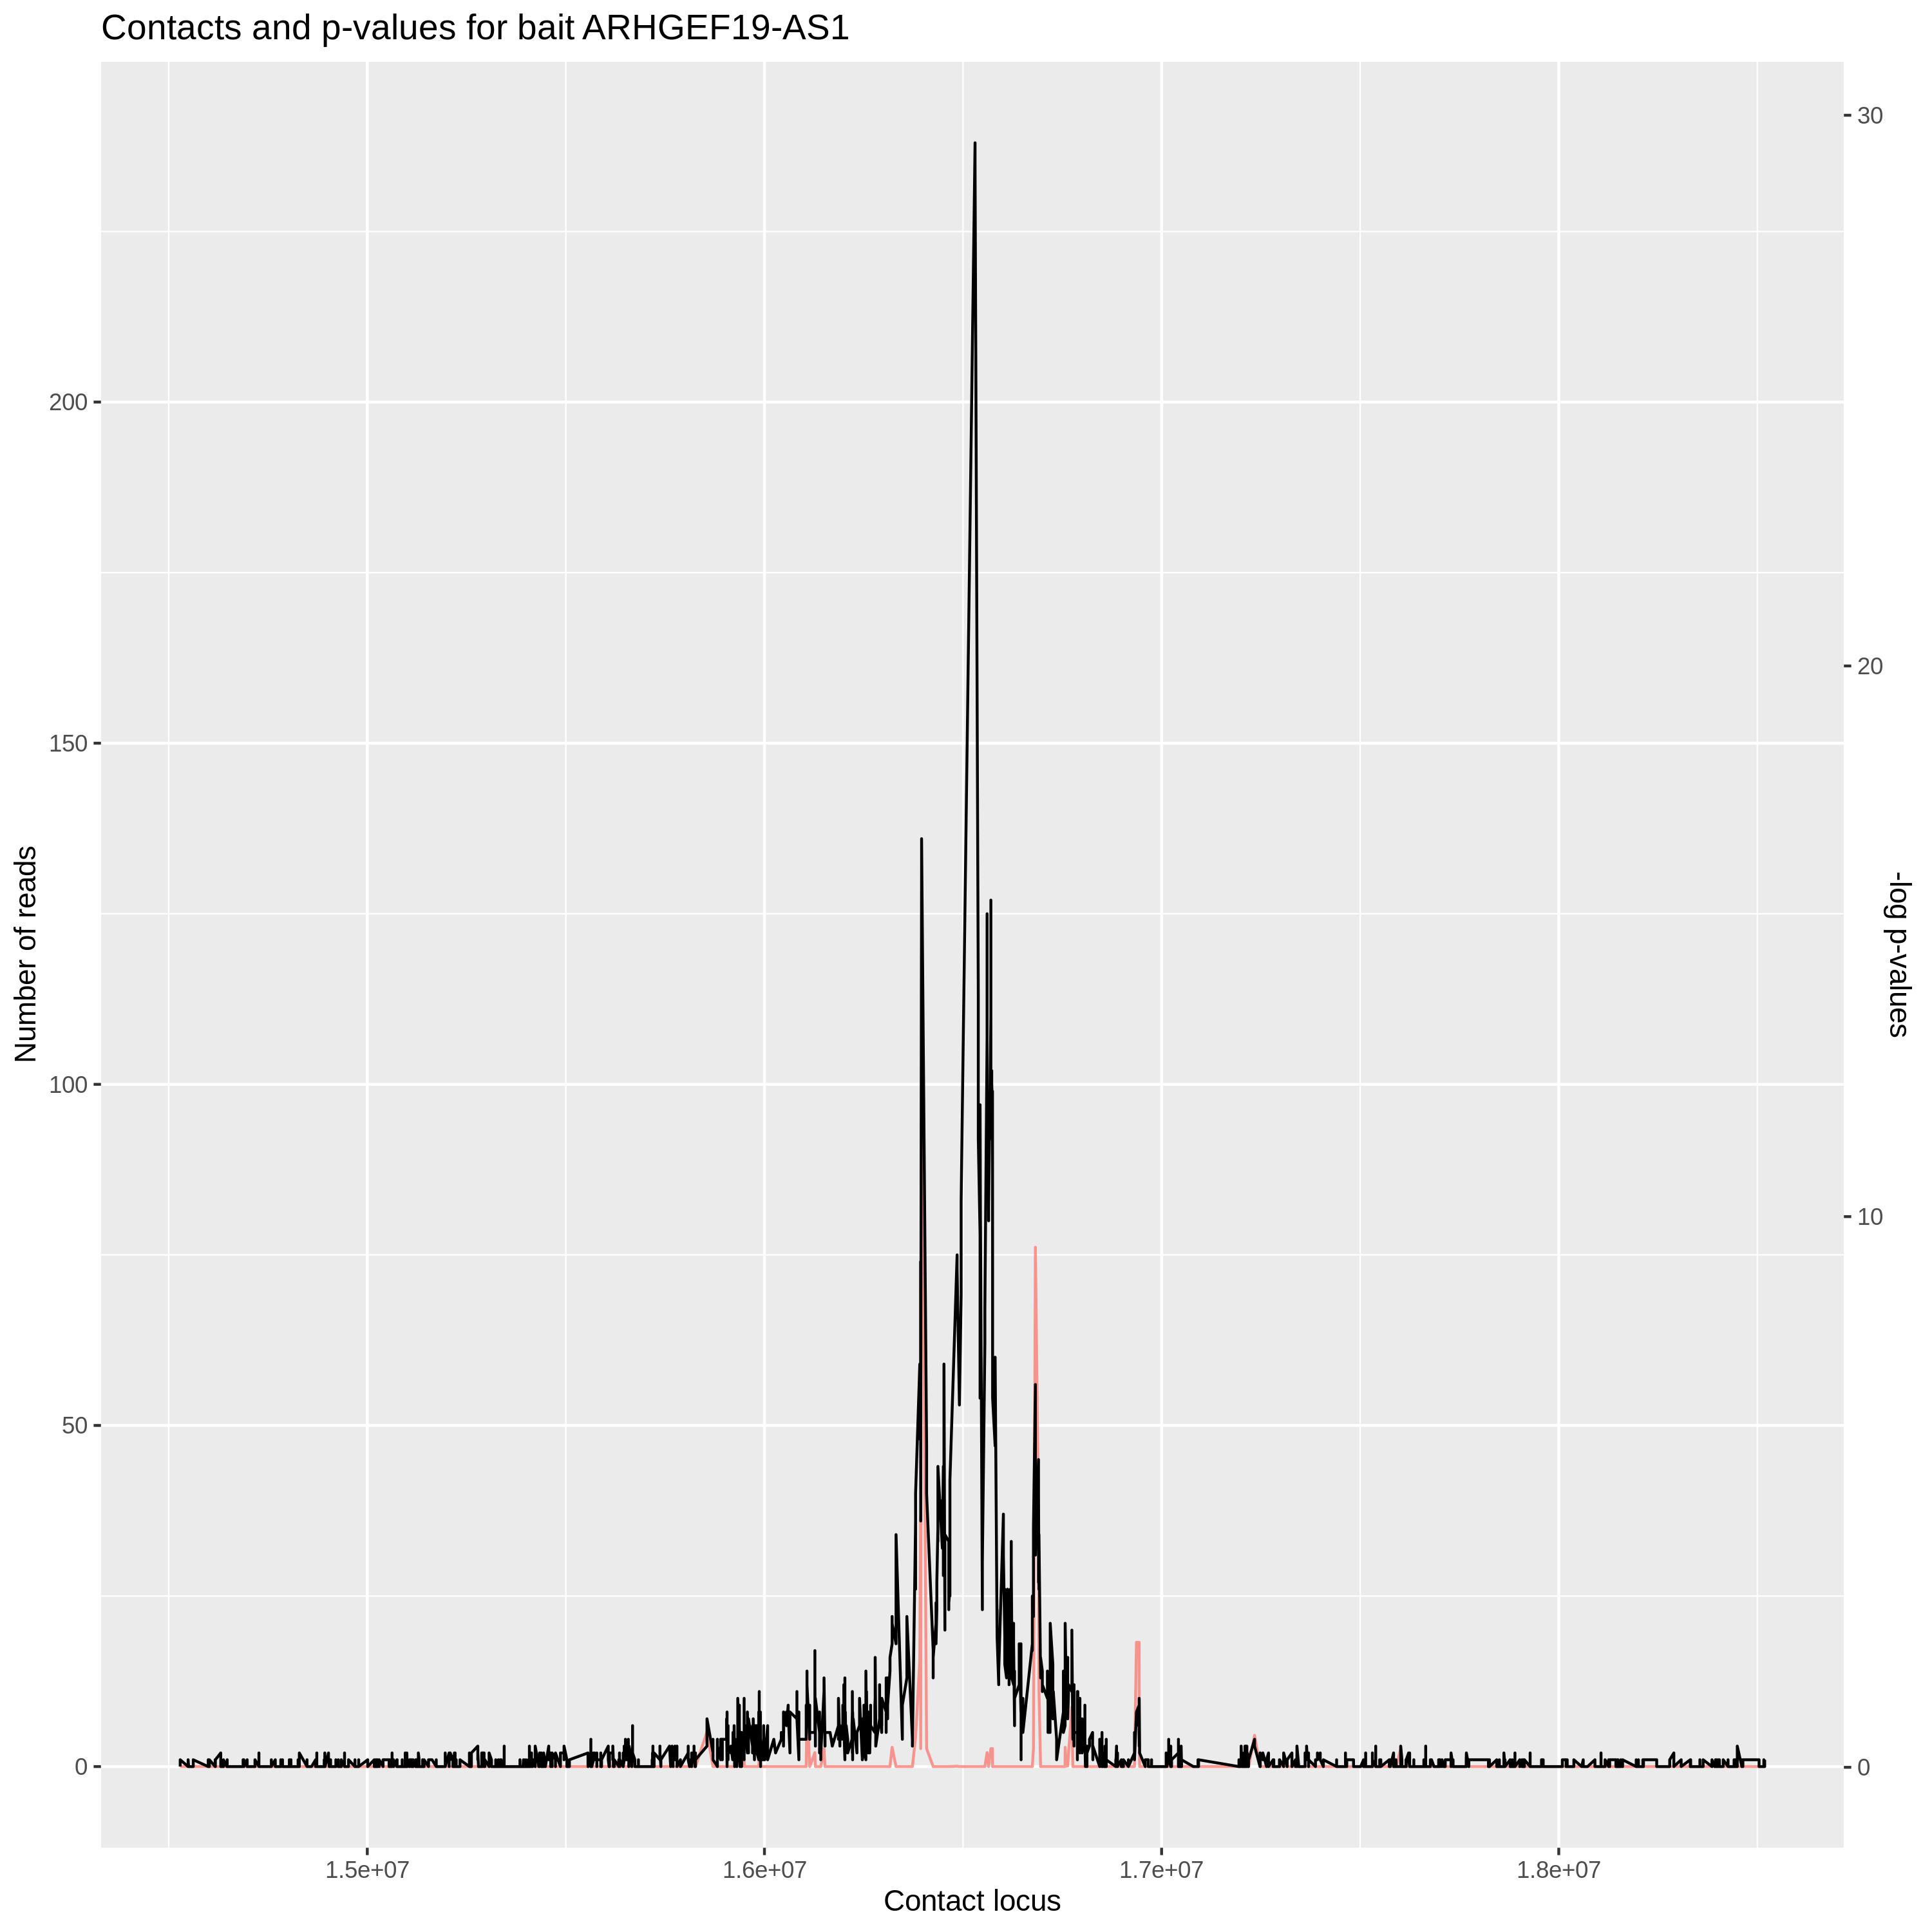 Contacts and p-values for bait ARHGEF19-AS1
30
200
20
150
Number of reads
-log p-values
100
10
50
0
0
1.5e+07
1.6e+07
1.7e+07
1.8e+07
Contact locus